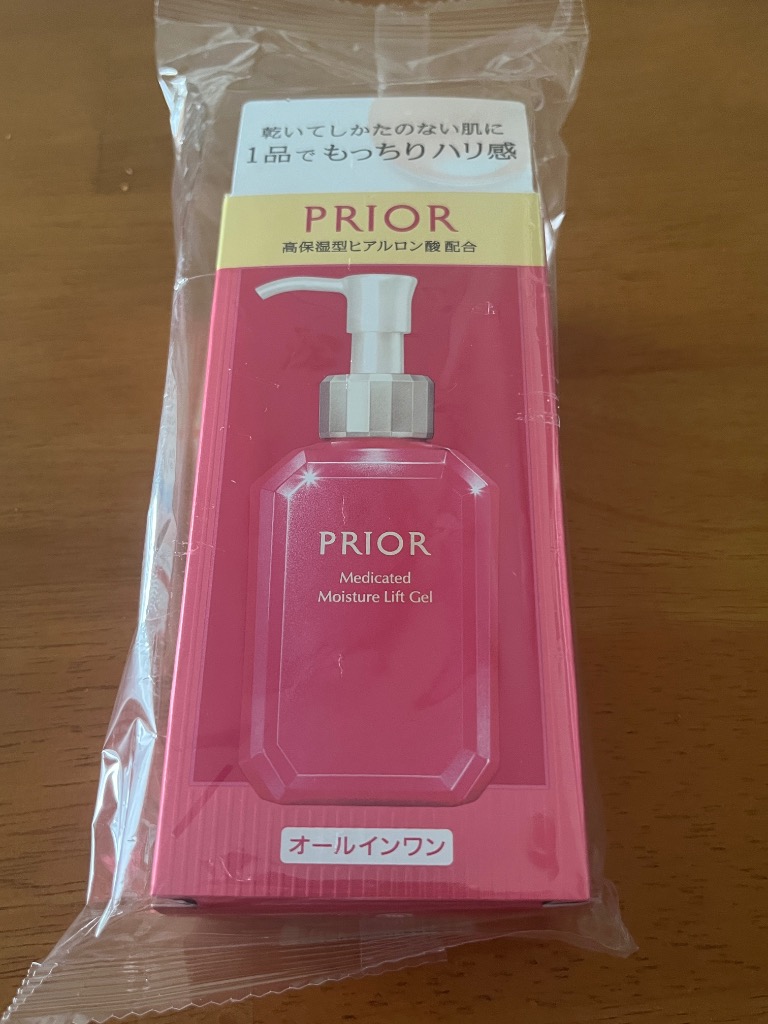 乾いてしかたのない肌に
1品でもっちりハリ感
PRIOR
高保湿型ヒアルロン酸 配合
PRIOR
Medicated
Moisture Lift Gel
オールインワン